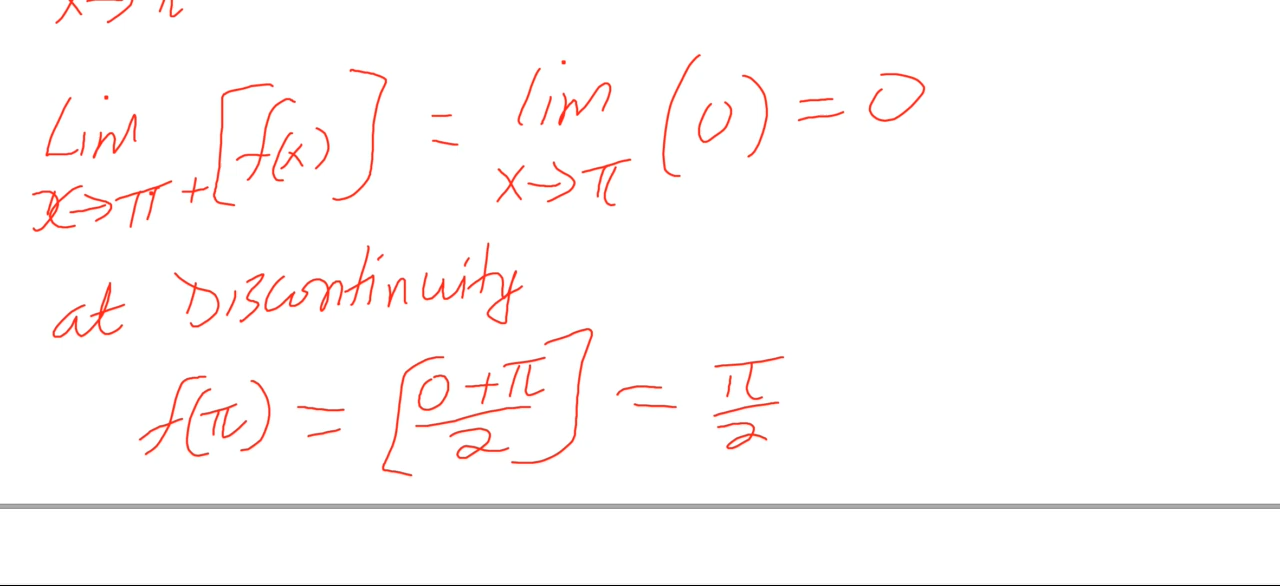 x→π
Lim x→π+ [f(x)] = lim x→π (0) = 0
at Discontinuity
f(π) = [(0+π)/2] = π/2